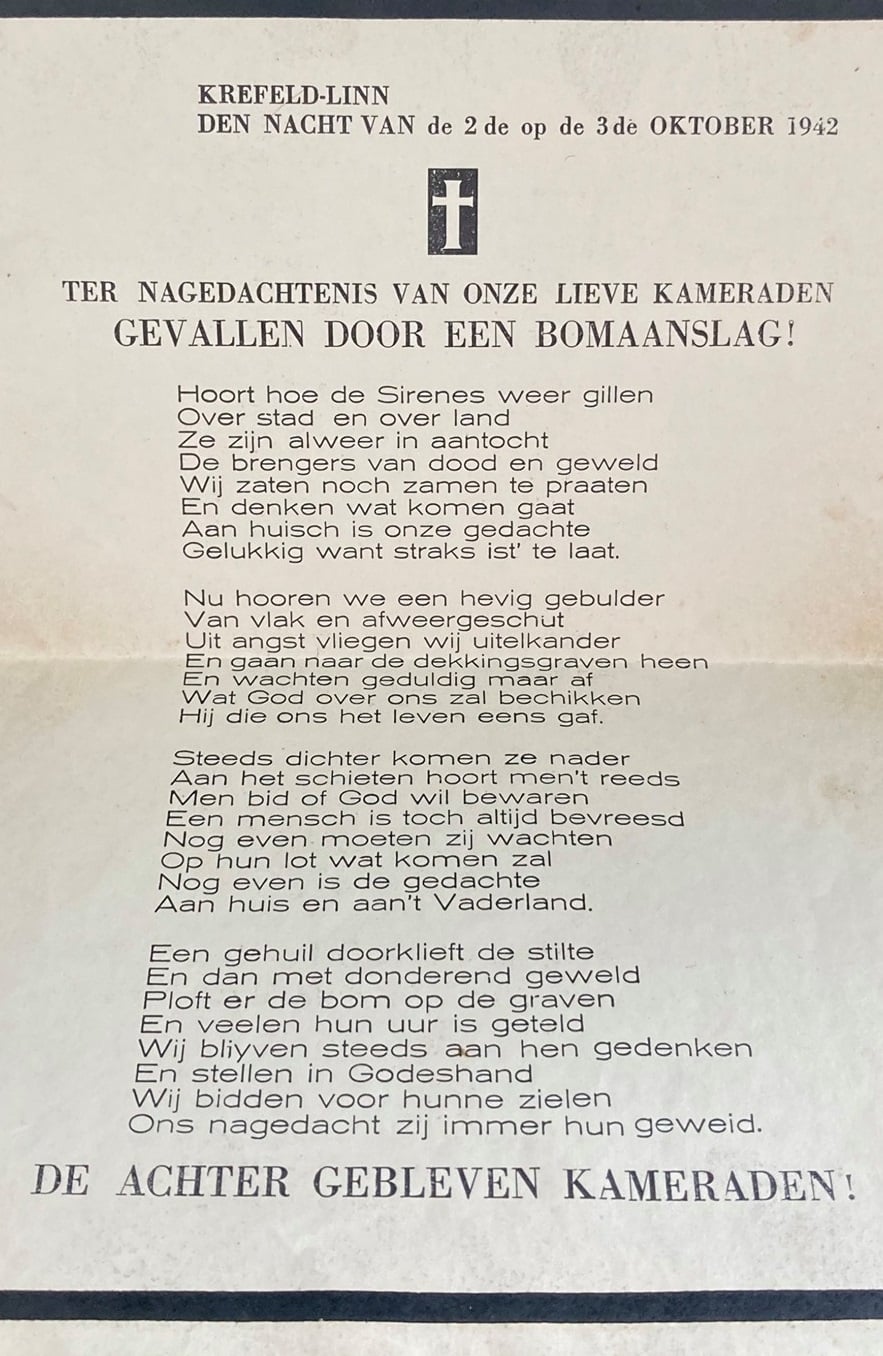 KREFELD-LINN
DEN NACHT VAN de 2 de op de 3 de OKTOBER 1942
TER NAGEDACHTENIS VAN ONZE LIEVE KAMERADEN
GEVALLEN DOOR EEN BOMAANSLAG!
Hoort hoe de Sirenes weer gillen
Over stad en over land
Ze zijn alweer in aantocht
De brengers van dood en geweld
Wij zaten noch zamen te praaten
En denken wat komen gaat
Aan huisch is onze gedachte
Gelukkig want straks ist' te laat.
Nu hooren we een hevig gebulder
Van vlak en afweergeschut
Uit angst vliegen wij uitelkander
En gaan naar de dekkingsgraven heen
En wachten geduldig maar af
Wat God over ons zal bechikken
Hij die ons het leven eens gaf.
Steeds dichter komen ze nader
Aan het schieten hoort men't reeds
Men bid of God wil bewaren
Een mensch is toch altijd bevreesd
Nog even moeten zij wachten
Op hun lot wat komen zal
Nog even is de gedachte
Aan huis en aan't Vaderland.
Een gehuil doorklieft de stilte
En dan met donderend geweld
Ploft er de bom op de graven
En veelen hun uur is geteld
Wij bliyven steeds aan hen gedenken
En stellen in Godeshand
Wij bidden voor hunne zielen
Ons nagedacht zij immer hun geweid.
DE ACHTER GEBLEVEN KAMERADEN!